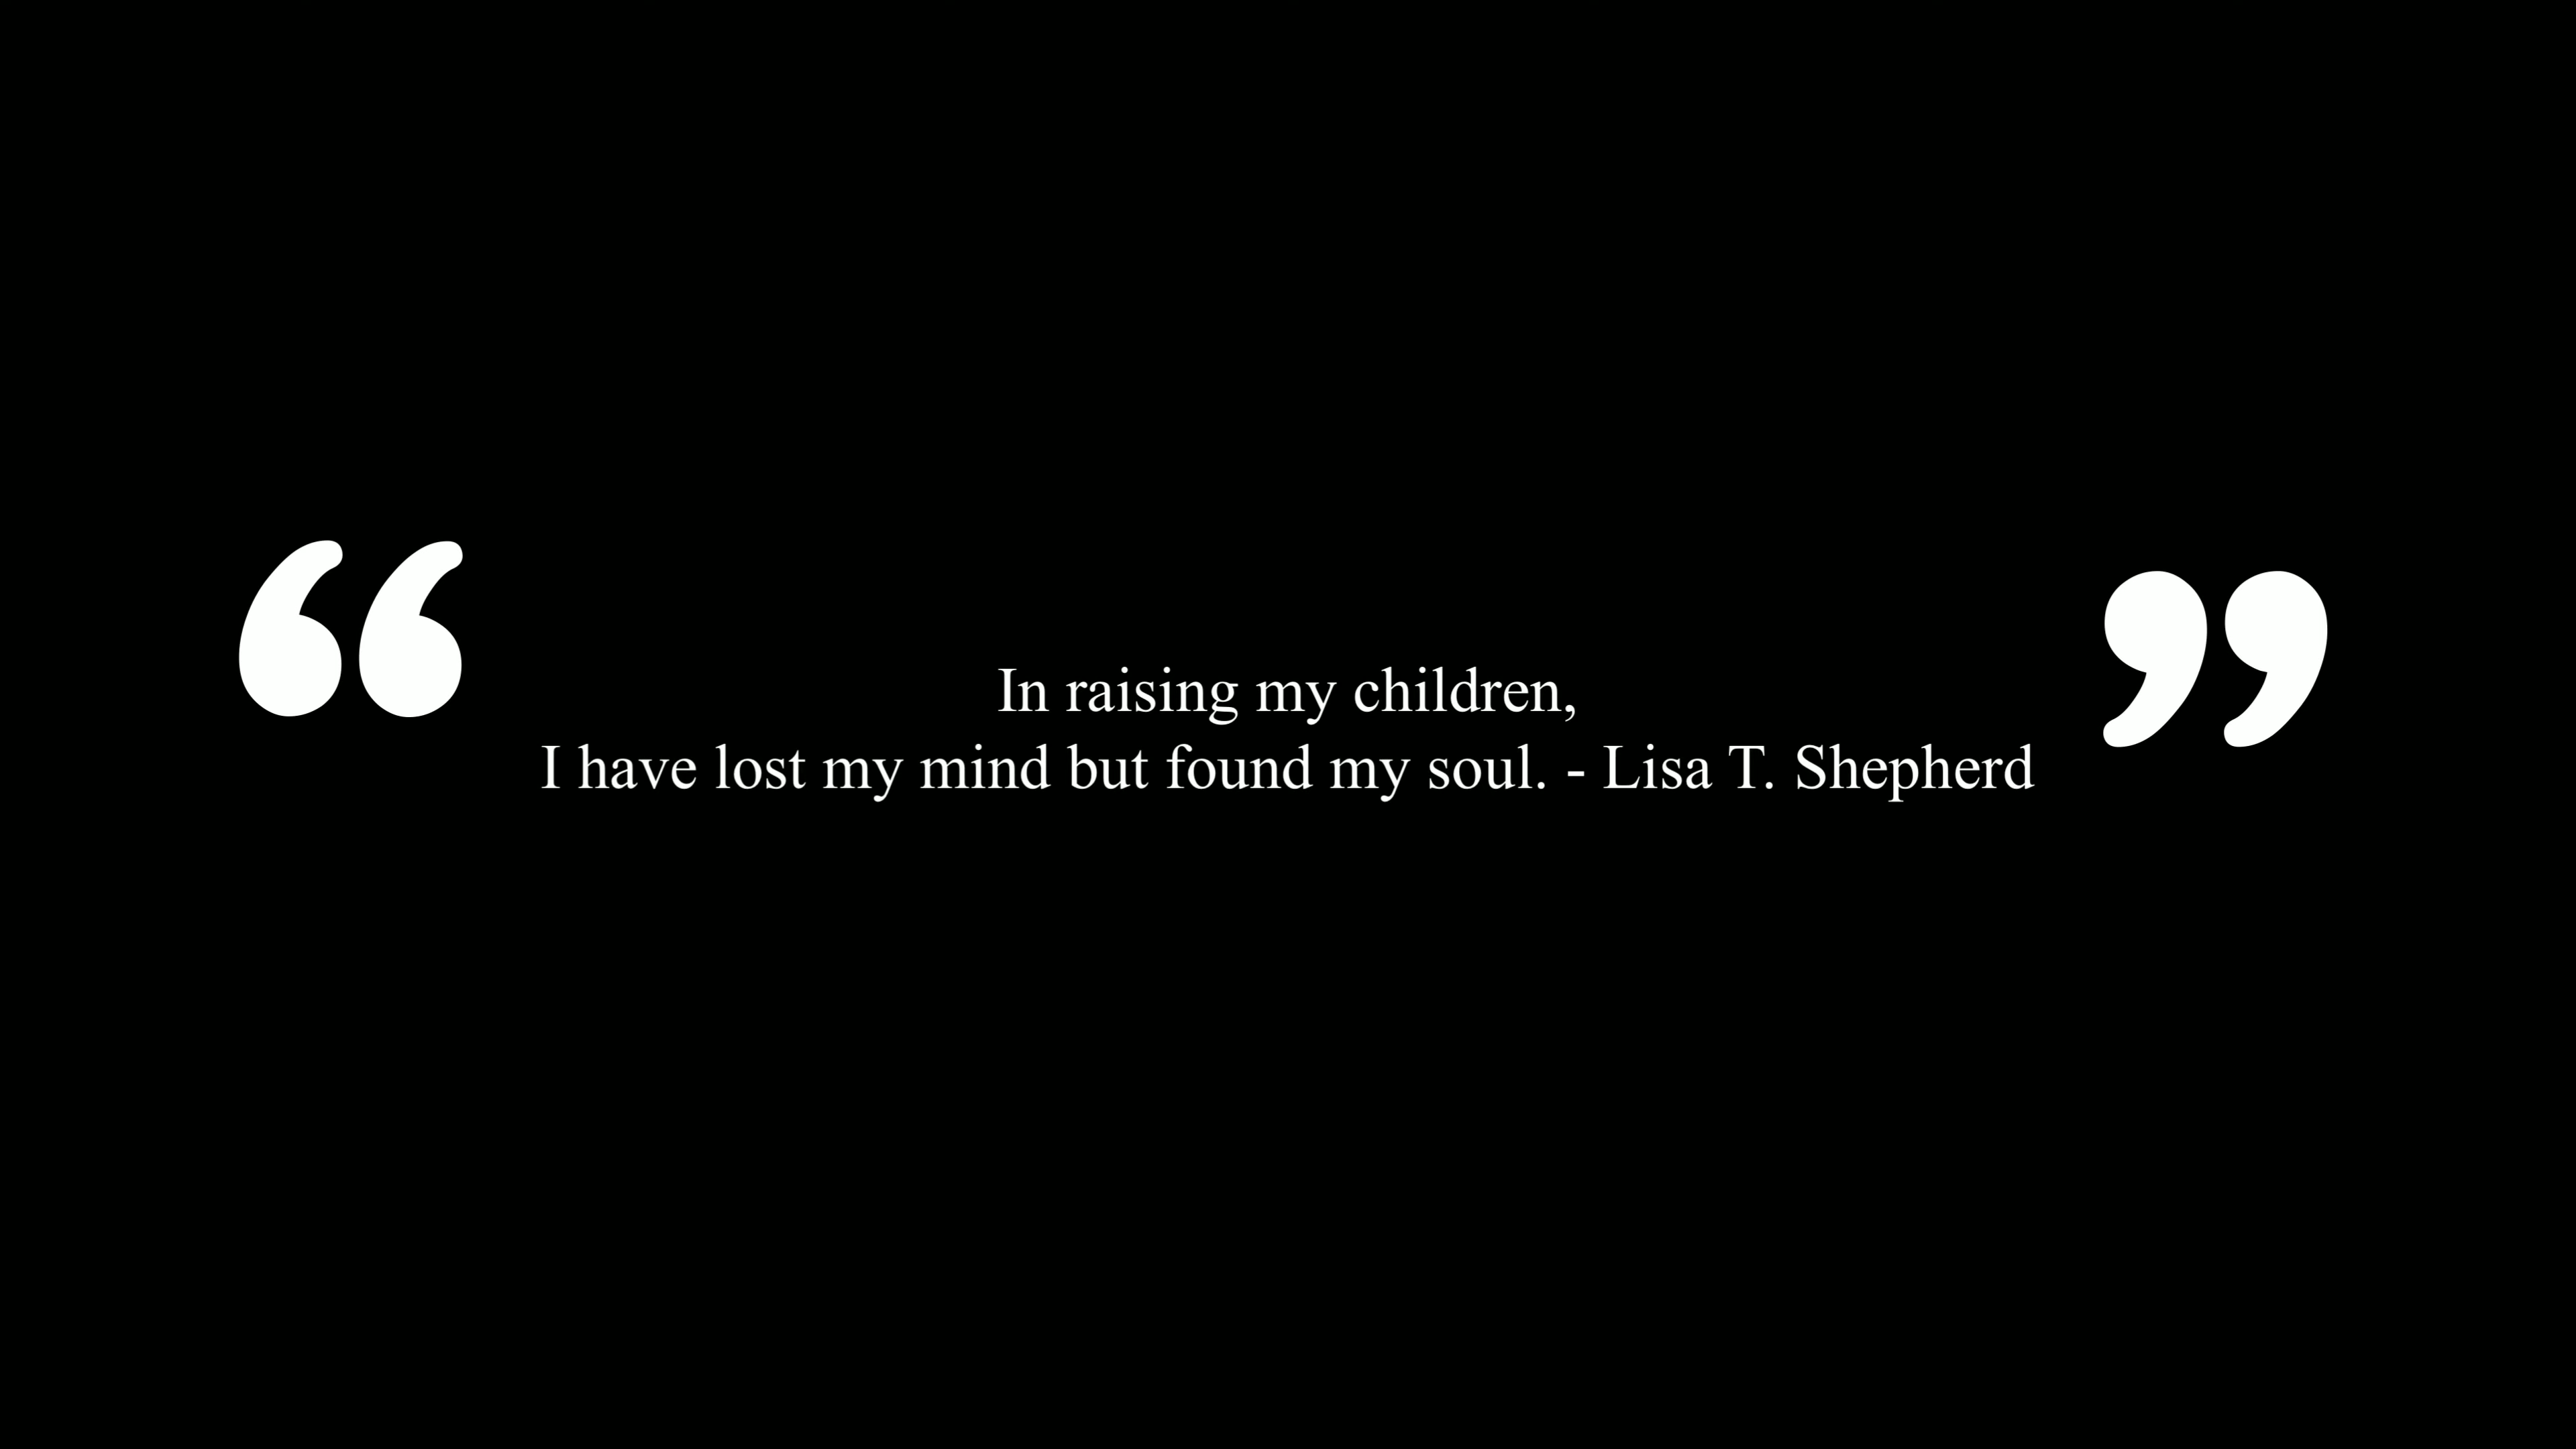 “ In raising my children,
I have lost my mind but found my soul. - Lisa T. Shepherd ”